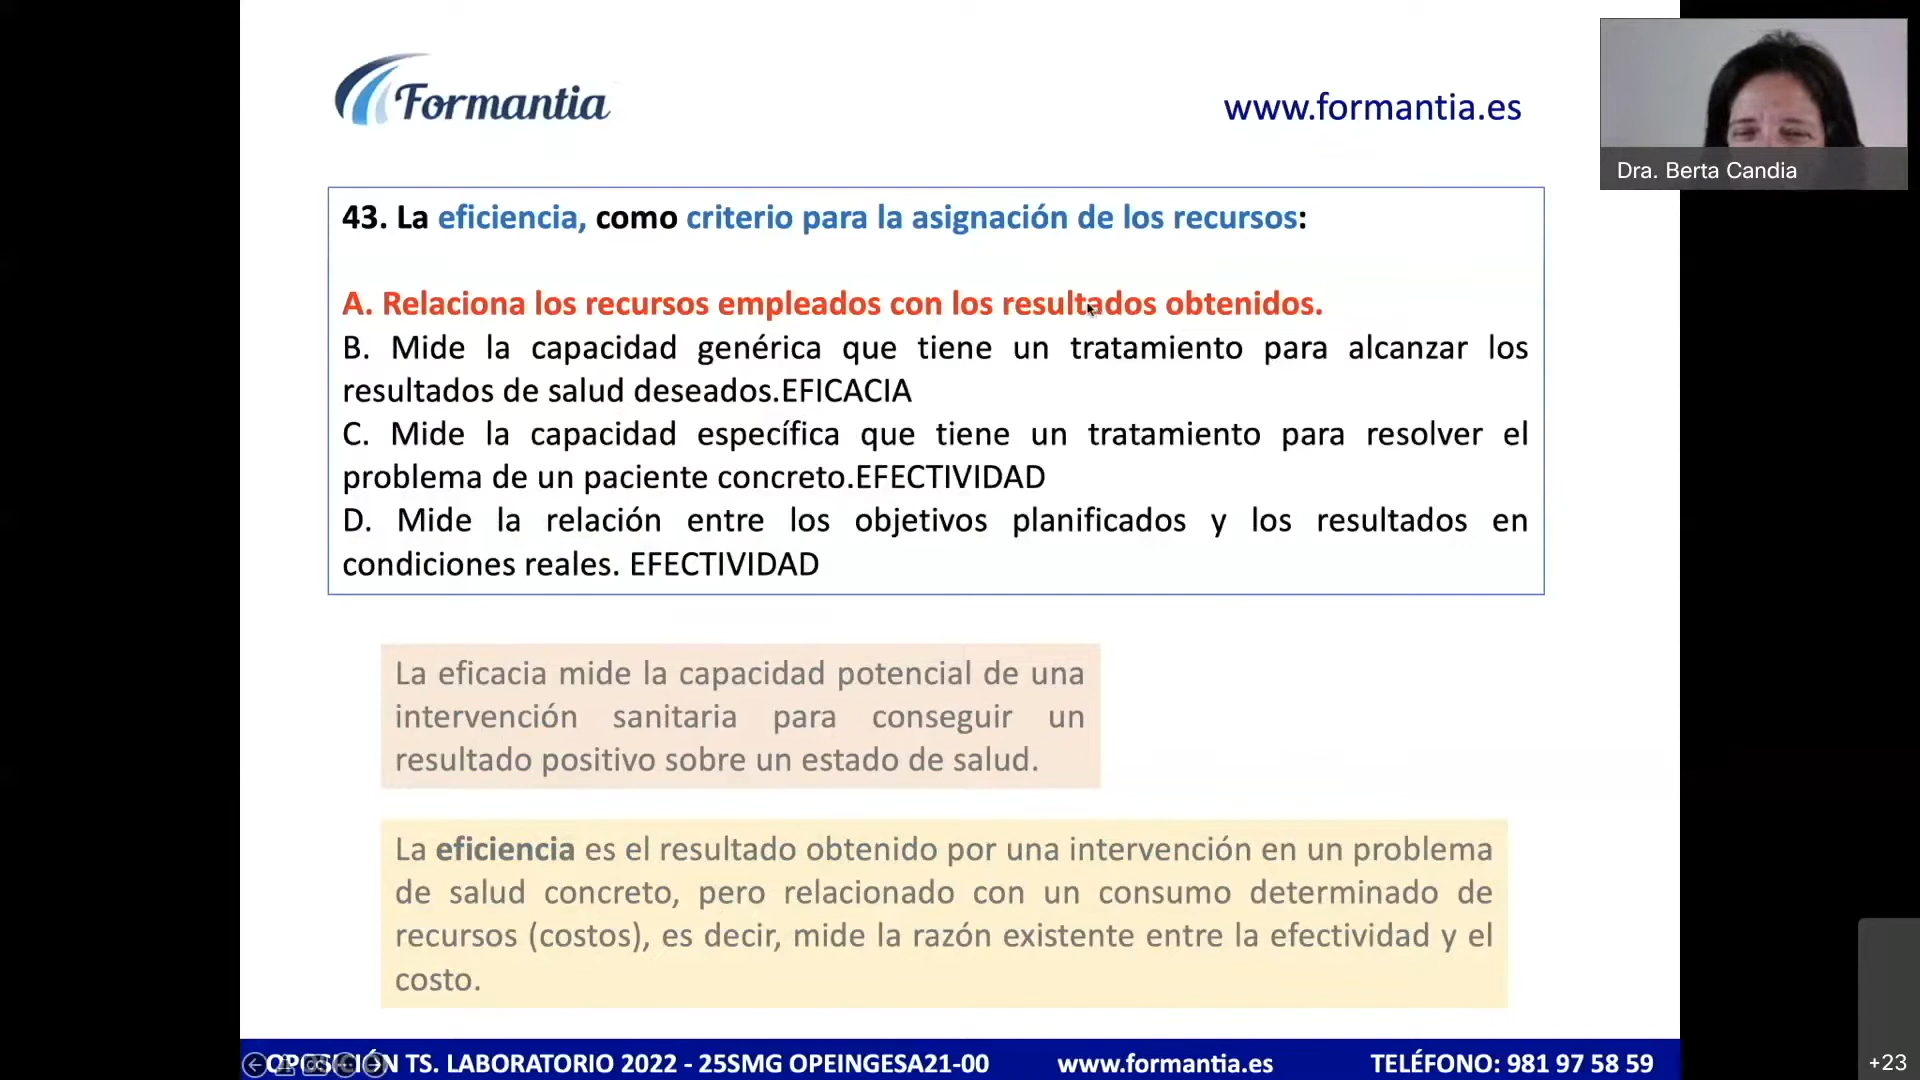 Formantia
www.formantia.es
Dra. Berta Candia
43. La eficiencia, como criterio para la asignación de los recursos:
A. Relaciona los recursos empleados con los resultados obtenidos.
B. Mide la capacidad genérica que tiene un tratamiento para alcanzar los
resultados de salud deseados.EFICACIA
C. Mide la capacidad específica que tiene un tratamiento para resolver el
problema de un paciente concreto.EFECTIVIDAD
D. Mide la relación entre los objetivos planificados y los resultados en
condiciones reales. EFECTIVIDAD
La eficacia mide la capacidad potencial de una
intervención sanitaria para conseguir un
resultado positivo sobre un estado de salud.
La eficiencia es el resultado obtenido por una intervención en un problema
de salud concreto, pero relacionado con un consumo determinado de
recursos (costos), es decir, mide la razón existente entre la efectividad y el
costo.
OPOSICIÓN TS. LABORATORIO 2022 - 25SMG OPEINGESA21-00 www.formantia.es TELÉFONO: 981 97 58 59
+23